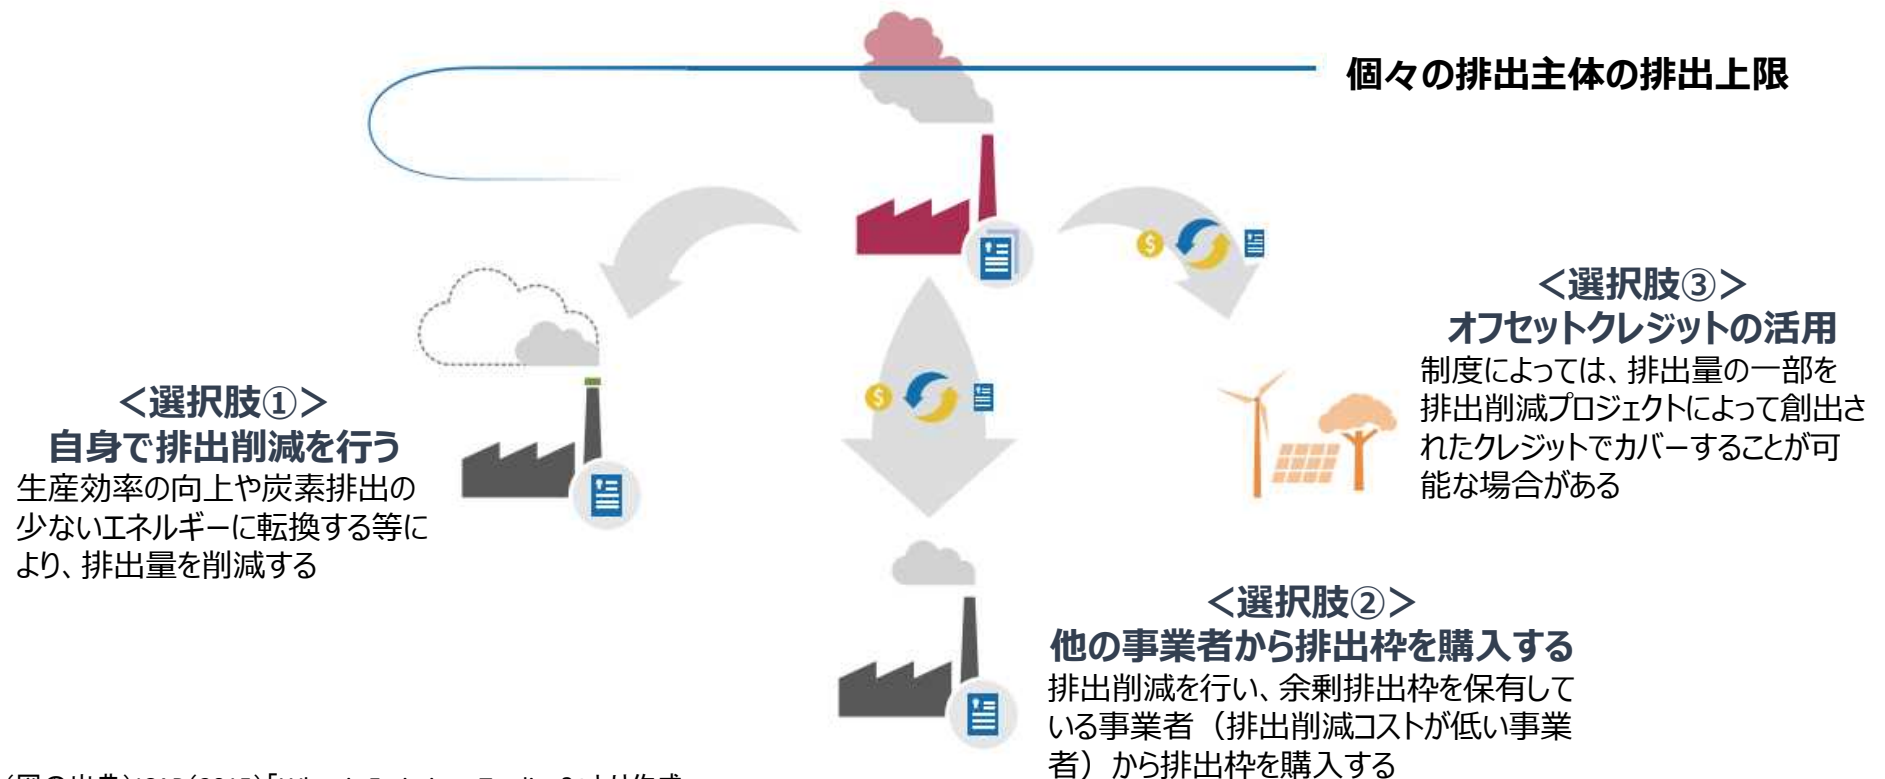 個々の排出主体の排出上限
＜選択肢③＞
オフセットクレジットの活用
制度によっては、排出量の一部を
排出削減プロジェクトによって創出さ
れたクレジットでカバーすることが可
能な場合がある
＜選択肢①＞
自身で排出削減を行う
生産効率の向上や炭素排出の
少ないエネルギーに転換する等に
より、排出量を削減する
＜選択肢②＞
他の事業者から排出枠を購入する
排出削減を行い、余剰排出枠を保有して
いる事業者（排出削減コストが低い事業
者）から排出枠を購入する